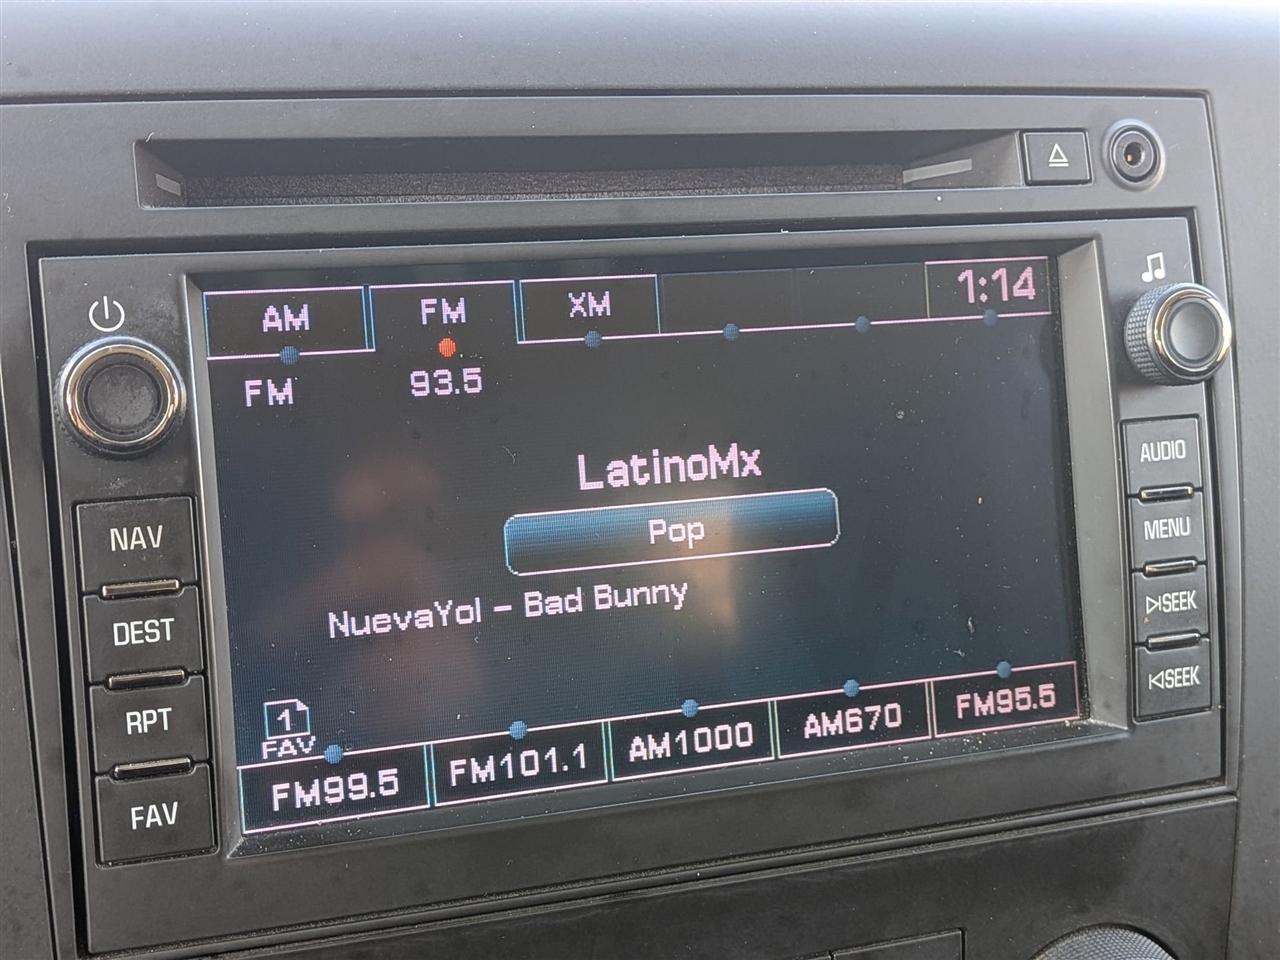 AM FM XM 1:14
FM 93.5
LatinoMx
Pop
NuevaYol - Bad Bunny
1
FAV
FM99.5 FM101.1 AM1000 AM670 FM95.5
NAV
DEST
RPT
FAV
AUDIO
MENU
SEEK
SEEK